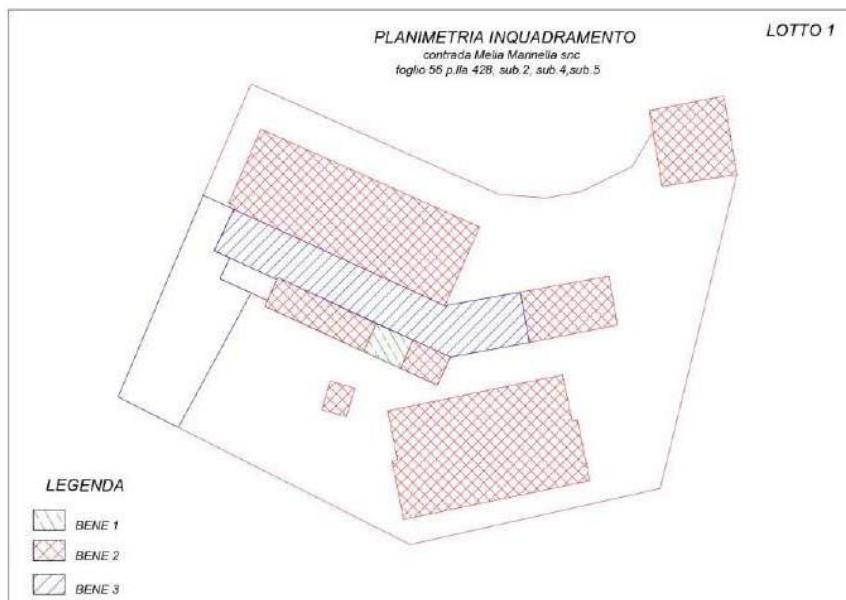 PLANIMETRIA INQUADRAMENTO
LOTTO 1
contrada Melia Marinella snc
foglio 56 p.lla 428, sub.2, sub.4,sub.5
LEGENDA
BENE 1
BENE 2
BENE 3